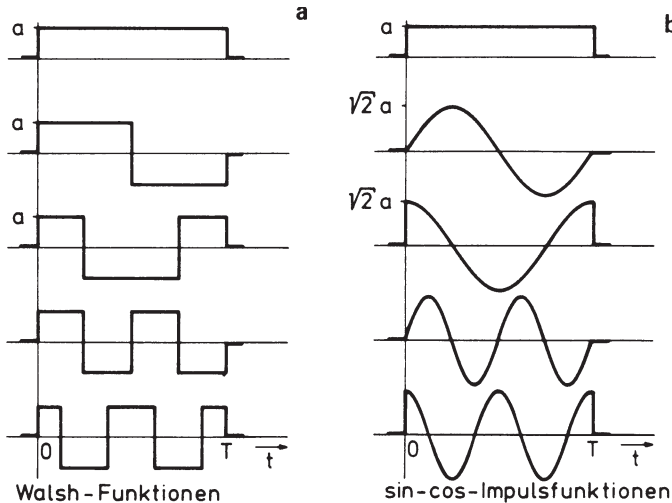 a
a
a
a
0 T t
Walsh-Funktionen
b
a
√2 a
√2 a
0 T t
sin-cos-Impulsfunktionen